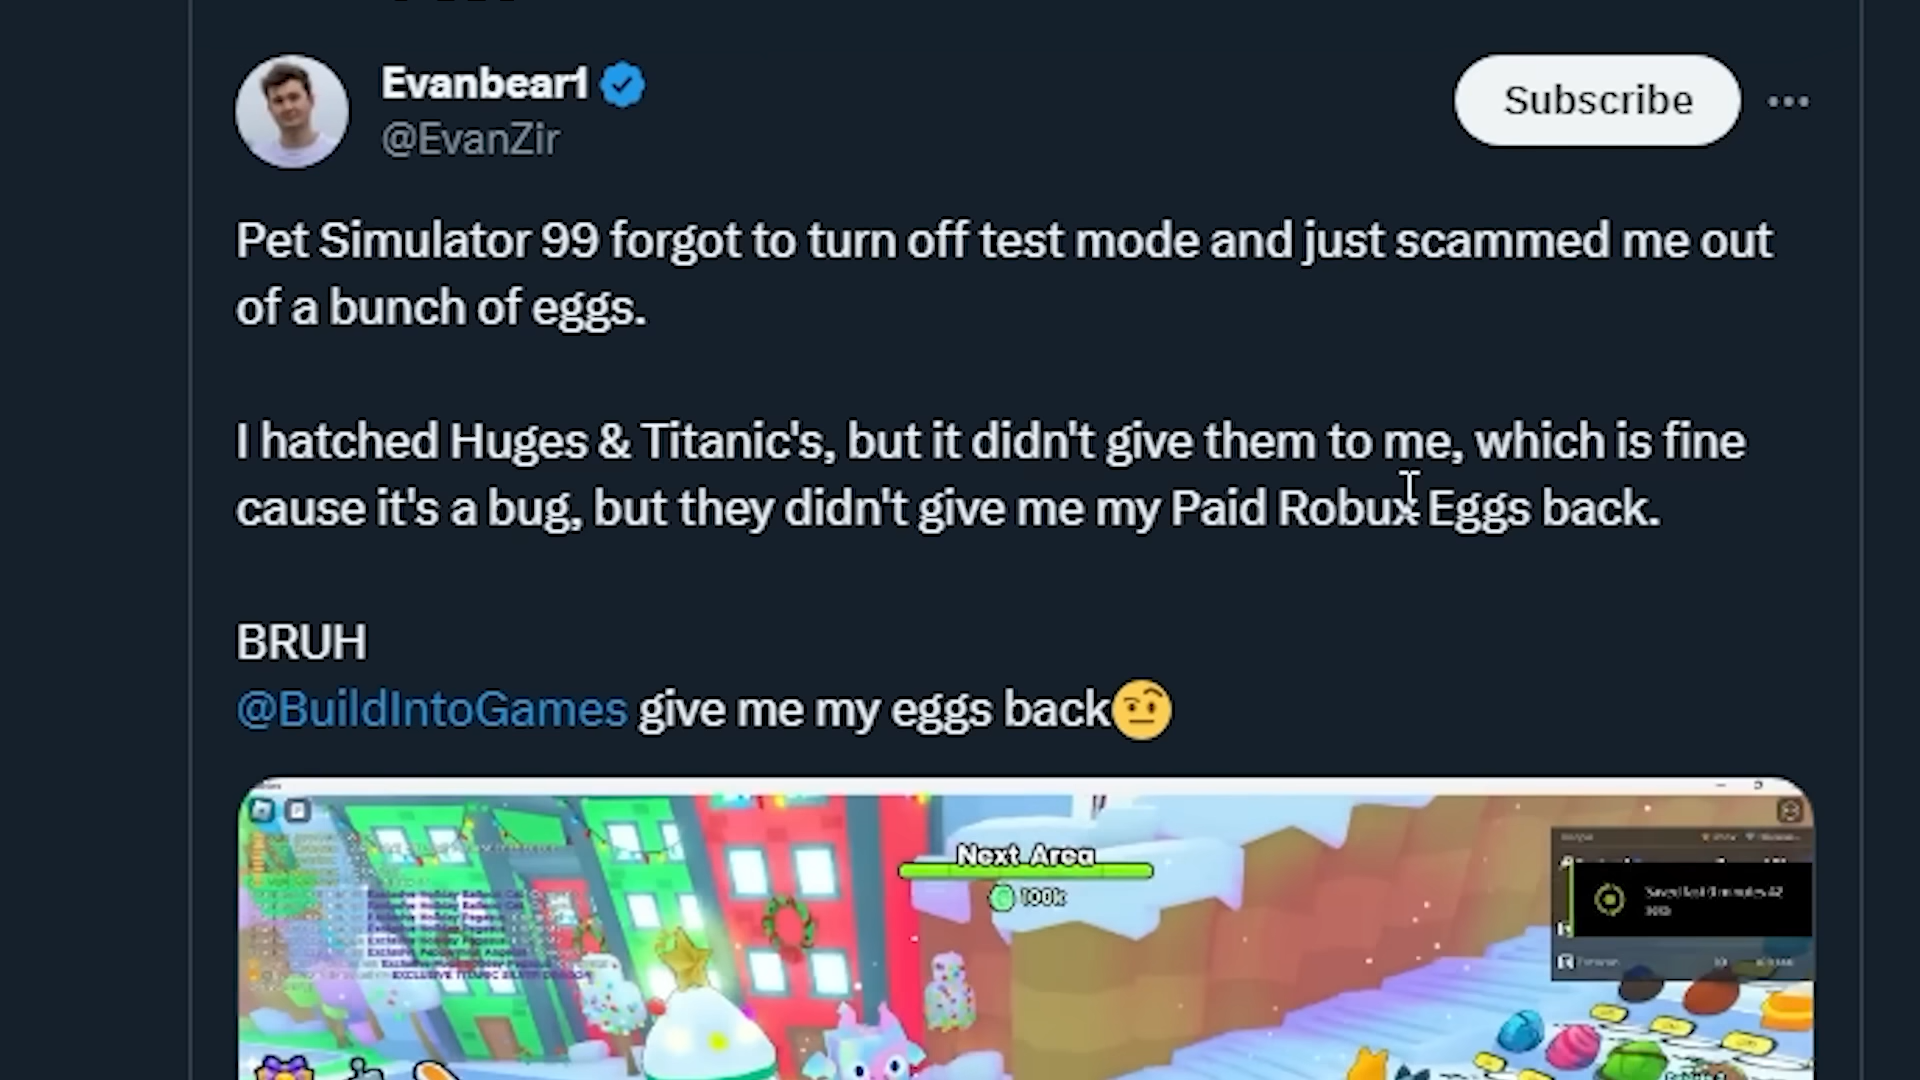 Evanbear1
@EvanZir
Subscribe
Pet Simulator 99 forgot to turn off test mode and just scammed me out
of a bunch of eggs.
I hatched Huges & Titanic's, but it didn't give them to me, which is fine
cause it's a bug, but they didn't give me my Paid Robux Eggs back.
BRUH
@BuildIntoGames give me my eggs back
Next Area
100k